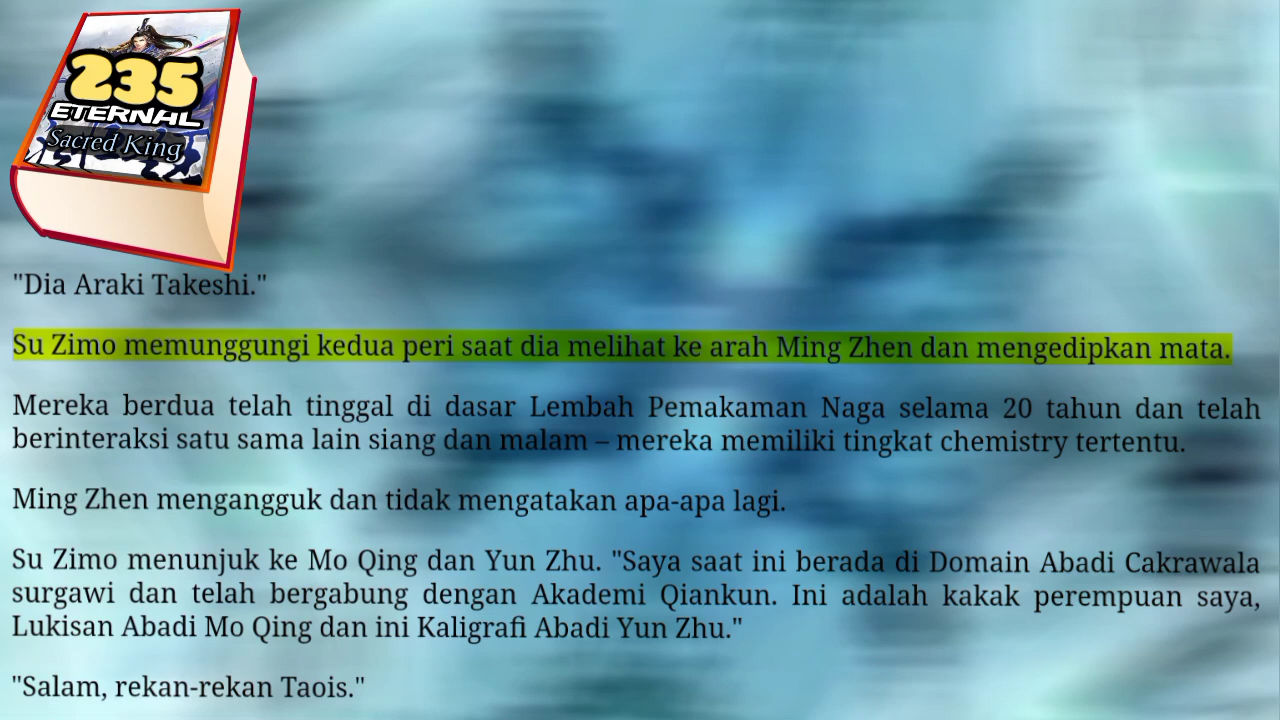 235
ETERNAL
Sacred King
"Dia Araki Takeshi."
Su Zimo memunggungi kedua peri saat dia melihat ke arah Ming Zhen dan mengedipkan mata.
Mereka berdua telah tinggal di dasar Lembah Pemakaman Naga selama 20 tahun dan telah
berinteraksi satu sama lain siang dan malam – mereka memiliki tingkat chemistry tertentu.
Ming Zhen mengangguk dan tidak mengatakan apa-apa lagi.
Su Zimo menunjuk ke Mo Qing dan Yun Zhu. "Saya saat ini berada di Domain Abadi Cakrawala
surgawi dan telah bergabung dengan Akademi Qiankun. Ini adalah kakak perempuan saya,
Lukisan Abadi Mo Qing dan ini Kaligrafi Abadi Yun Zhu."
"Salam, rekan-rekan Taois."